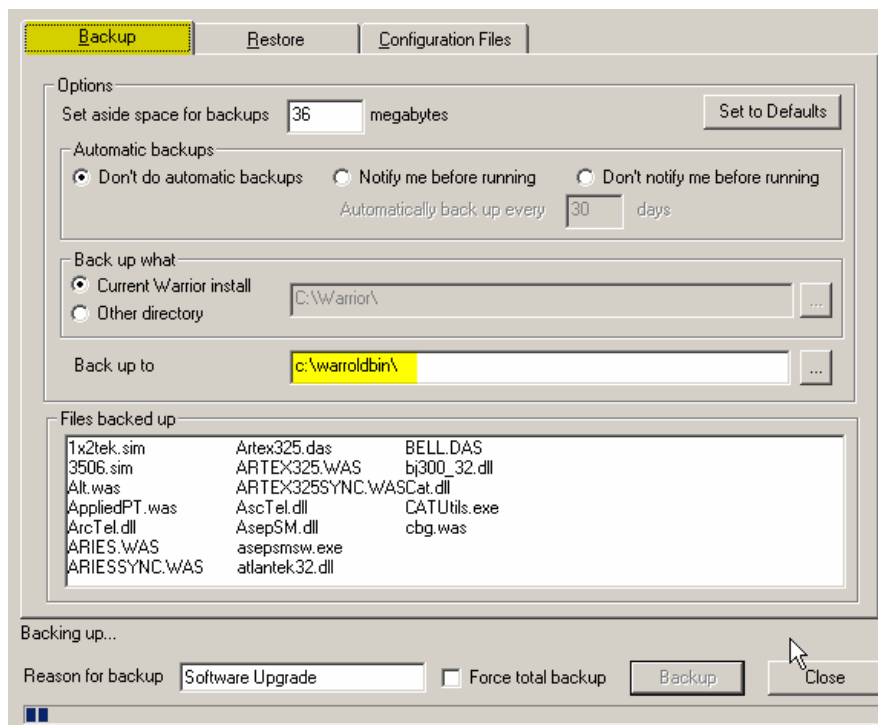 Backup Restore Configuration Files
Options
Set aside space for backups 36 megabytes Set to Defaults
Automatic backups
Don't do automatic backups Notify me before running Don't notify me before running
Automatically back up every 30 days
Back up what
Current Warrior install
C:\Warrior\ ...
Other directory
Back up to c:\warroldbin\ ...
Files backed up
1x2tek.sim Artex325.das BELL.DAS
3506.sim ARTEX325.WAS bj300_32.dll
Alt.was ARTEX325SYNC.WAS Cat.dll
AppliedPT.was AscTel.dll CATUtils.exe
ArcTel.dll AsepSM.dll cbg.was
ARIES.WAS asepsmsw.exe
ARIESSYNC.WAS atlantek32.dll
Backing up...
Reason for backup Software Upgrade Force total backup Backup Close